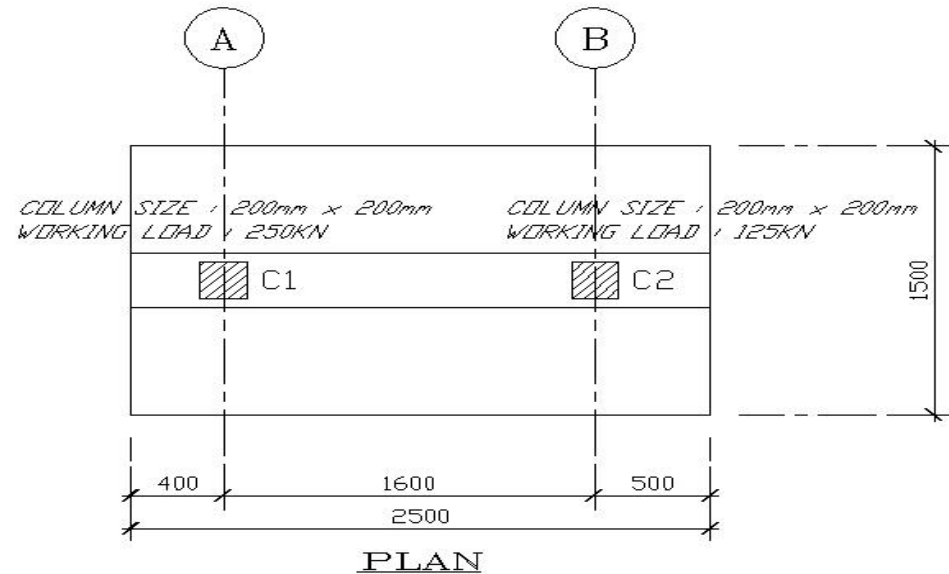 A
B
COLUMN SIZE : 200mm x 200mm
WORKING LOAD : 250KN
COLUMN SIZE : 200mm x 200mm
WORKING LOAD : 125KN
C1
C2
1500
400
1600
500
2500
PLAN